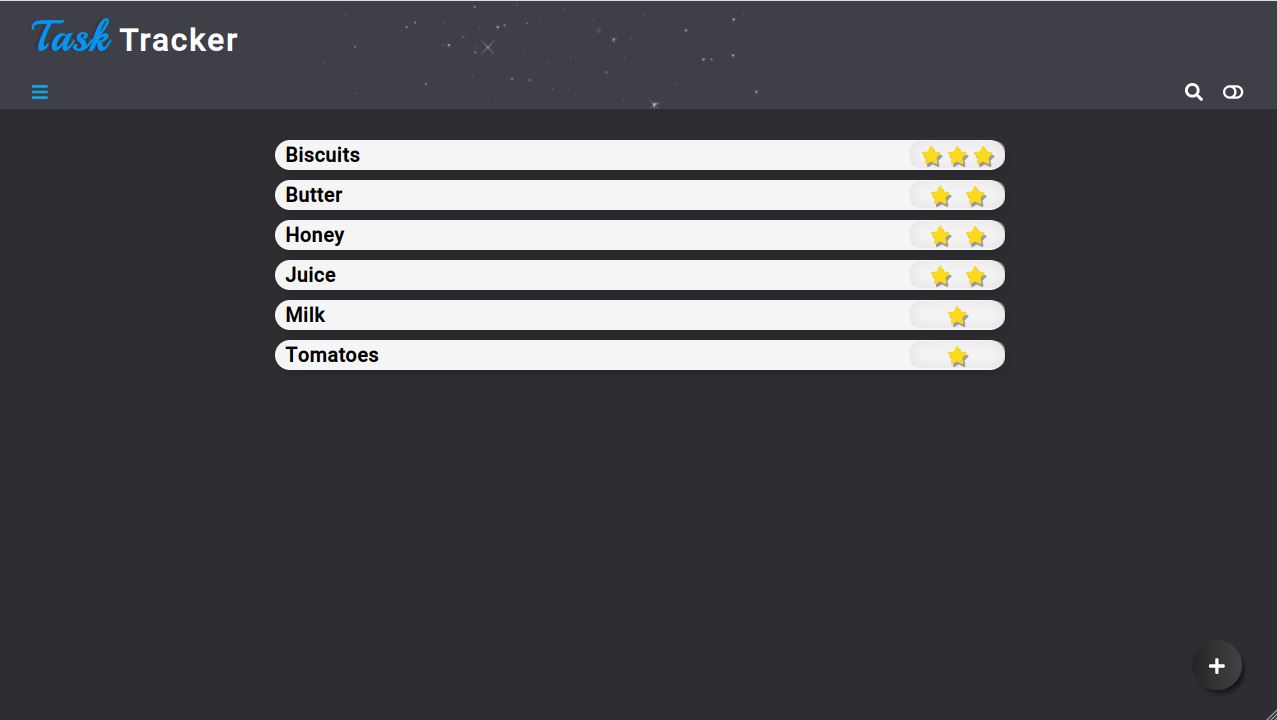 Task Tracker
Biscuits
Butter
Honey
Juice
Milk
Tomatoes